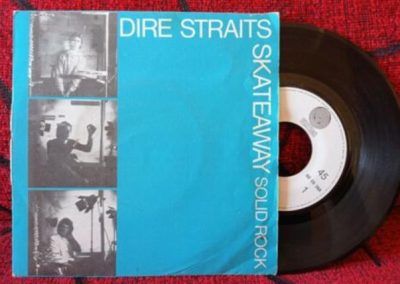 DIRE STRAITS
SKATEAWAY
SOLID ROCK
45
1